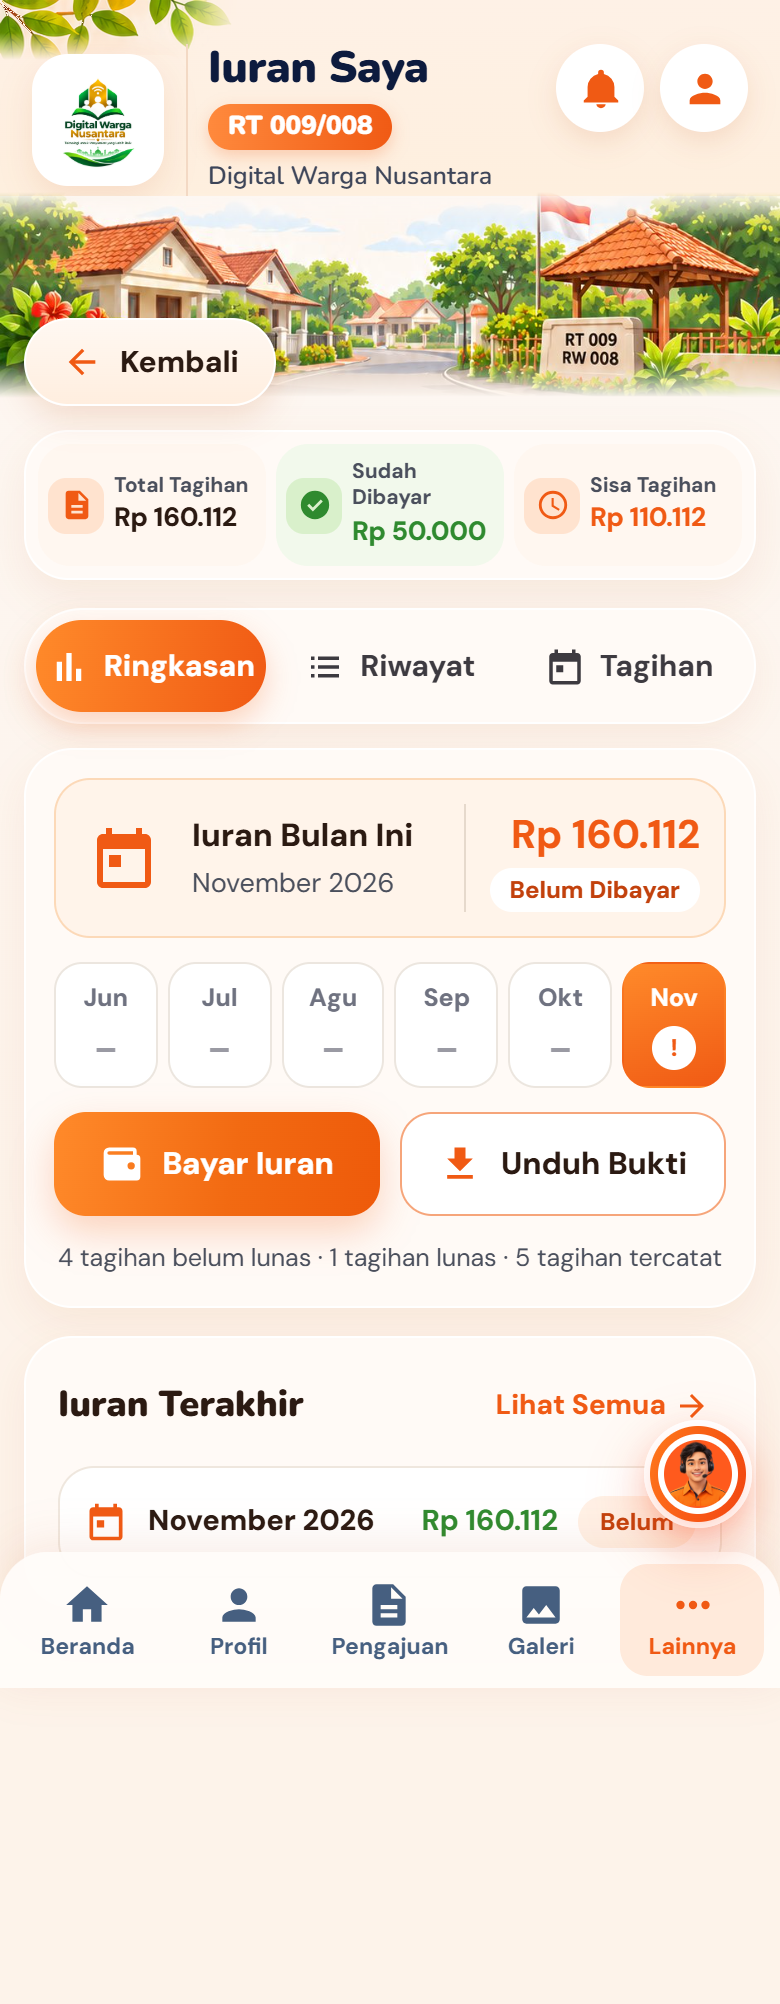 Iuran Saya
RT 009/008
Digital Warga Nusantara
Digital Warga
Nusantara
RT 009
RW 008
Kembali
Total Tagihan
Rp 160.112
Sudah
Dibayar
Rp 50.000
Sisa Tagihan
Rp 110.112
Ringkasan
Riwayat
Tagihan
Iuran Bulan Ini
November 2026
Rp 160.112
Belum Dibayar
Jun
–
Jul
–
Agu
–
Sep
–
Okt
–
Nov
!
Bayar Iuran
Unduh Bukti
4 tagihan belum lunas · 1 tagihan lunas · 5 tagihan tercatat
Iuran Terakhir
Lihat Semua →
November 2026
Rp 160.112
Belum
Beranda
Profil
Pengajuan
Galeri
Lainnya